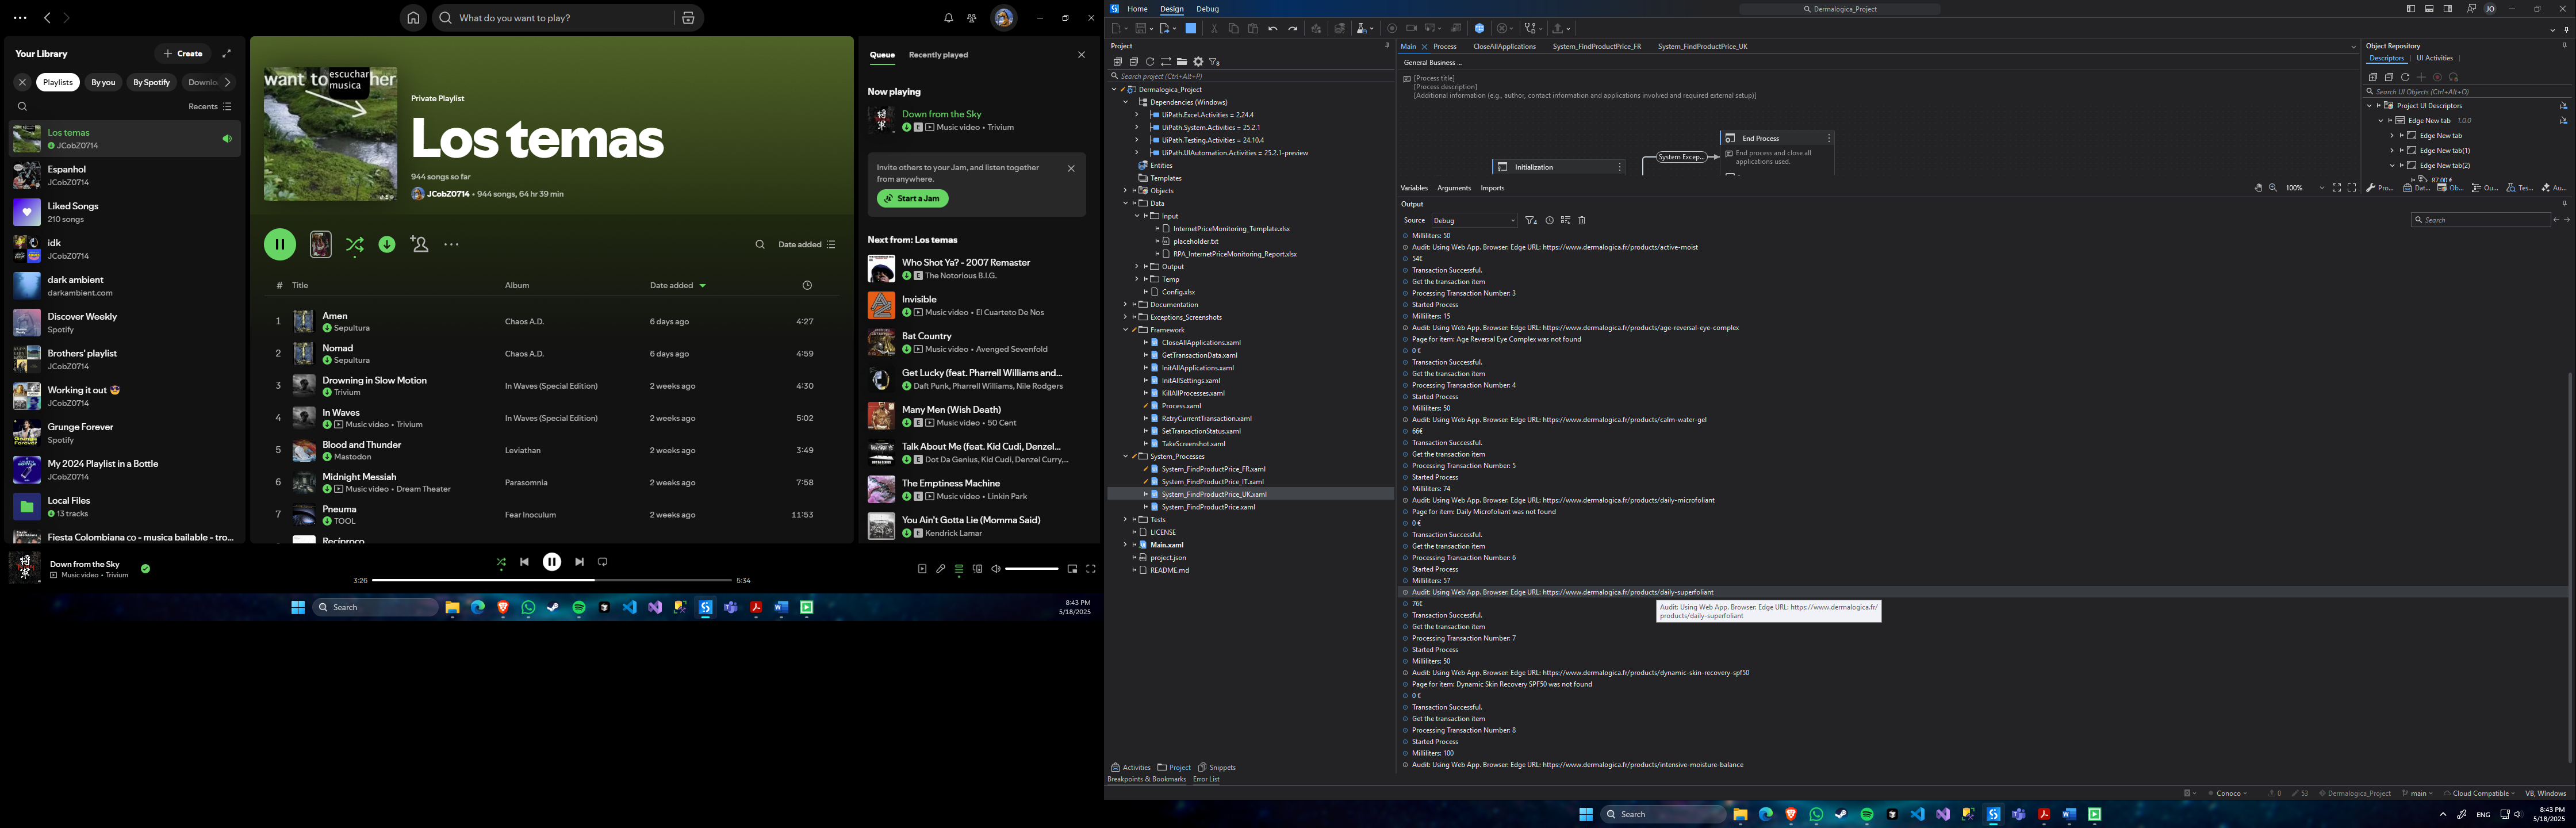 What do you want to play?
Your Library
Create
Playlists
By you
By Spotify
Downlo
Recents
Los temas
JCobZ0714
Espanhol
JCobZ0714
Liked Songs
210 songs
idk
JCobZ0714
dark ambient
darkambient.com
Discover Weekly
Spotify
Brothers' playlist
JCobZ0714
Working it out 😎
JCobZ0714
Grunge Forever
Spotify
My 2024 Playlist in a Bottle
JCobZ0714
Local Files
13 tracks
Fiesta Colombiana co - musica bailable - tro...
want to
escuchar
musica
her
Private Playlist
Los temas
944 songs so far
JCobZ0714 • 944 songs, 64 hr 39 min
Date added
# Title Album Date added
1 Amen Chaos A.D. 6 days ago 4:27
Sepultura
2 Nomad Chaos A.D. 6 days ago 4:59
Sepultura
3 Drowning in Slow Motion In Waves (Special Edition) 2 weeks ago 4:30
Trivium
4 In Waves In Waves (Special Edition) 2 weeks ago 5:02
Music video • Trivium
5 Blood and Thunder Leviathan 2 weeks ago 3:49
Mastodon
6 Midnight Messiah Parasomnia 2 weeks ago 7:58
Music video • Dream Theater
7 Pneuma Fear Inoculum 2 weeks ago 11:53
TOOL
Recíproco
Queue Recently played
Now playing
Down from the Sky
E Music video • Trivium
Invite others to your Jam, and listen together
from anywhere.
Start a Jam
Next from: Los temas
Who Shot Ya? - 2007 Remaster
E The Notorious B.I.G.
Invisible
Music video • El Cuarteto De Nos
Bat Country
Music video • Avenged Sevenfold
Get Lucky (feat. Pharrell Williams and...
Daft Punk, Pharrell Williams, Nile Rodgers
Many Men (Wish Death)
E Music video • 50 Cent
Talk About Me (feat. Kid Cudi, Denzel...
E Dot Da Genius, Kid Cudi, Denzel Curry,...
The Emptiness Machine
E Music video • Linkin Park
You Ain't Gotta Lie (Momma Said)
E Kendrick Lamar
Down from the Sky
Music video • Trivium
3:26
5:34
Search
8:43 PM
5/18/2025
Home Design Debug
Dermalogica_Project
JO
Project
Search project (Ctrl+Alt+P)
Dermalogica_Project
Dependencies (Windows)
UiPath.Excel.Activities = 2.24.4
UiPath.System.Activities = 25.2.1
UiPath.Testing.Activities = 24.10.4
UiPath.UIAutomation.Activities = 25.2.1-preview
Entities
Templates
Objects
Data
Input
InternetPriceMonitoring_Template.xlsx
placeholder.txt
RPA_InternetPriceMonitoring_Report.xlsx
Output
Temp
Config.xlsx
Documentation
Exceptions_Screenshots
Framework
CloseAllApplications.xaml
GetTransactionData.xaml
InitAllApplications.xaml
InitAllSettings.xaml
KillAllProcesses.xaml
Process.xaml
RetryCurrentTransaction.xaml
SetTransactionStatus.xaml
TakeScreenshot.xaml
System_Processes
System_FindProductPrice_FR.xaml
System_FindProductPrice_IT.xaml
System_FindProductPrice_UK.xaml
System_FindProductPrice.xaml
Tests
LICENSE
Main.xaml
project.json
README.md
Activities Project Snippets
Breakpoints & Bookmarks Error List
Main Process CloseAllApplications System_FindProductPrice_FR System_FindProductPrice_UK
General Business ...
[Process title]
[Process description]
[Additional information (e.g., author, contact information and applications involved and required external setup)]
Initialization
System Excep...
End Process
End process and close all
applications used.
Variables Arguments Imports
100%
Output
Source Debug
Search
Milliliters: 50
Audit: Using Web App. Browser: Edge URL: https://www.dermalogica.fr/products/active-moist
54€
Transaction Successful.
Get the transaction item
Processing Transaction Number: 3
Started Process
Milliliters: 15
Audit: Using Web App. Browser: Edge URL: https://www.dermalogica.fr/products/age-reversal-eye-complex
Page for item: Age Reversal Eye Complex was not found
0 €
Transaction Successful.
Get the transaction item
Processing Transaction Number: 4
Started Process
Milliliters: 50
Audit: Using Web App. Browser: Edge URL: https://www.dermalogica.fr/products/calm-water-gel
66€
Transaction Successful.
Get the transaction item
Processing Transaction Number: 5
Started Process
Milliliters: 74
Audit: Using Web App. Browser: Edge URL: https://www.dermalogica.fr/products/daily-microfoliant
Page for item: Daily Microfoliant was not found
0 €
Transaction Successful.
Get the transaction item
Processing Transaction Number: 6
Started Process
Milliliters: 57
Audit: Using Web App. Browser: Edge URL: https://www.dermalogica.fr/products/daily-superfoliant
76€
Audit: Using Web App. Browser: Edge URL: https://www.dermalogica.fr/
products/daily-superfoliant
Transaction Successful.
Get the transaction item
Processing Transaction Number: 7
Started Process
Milliliters: 50
Audit: Using Web App. Browser: Edge URL: https://www.dermalogica.fr/products/dynamic-skin-recovery-spf50
Page for item: Dynamic Skin Recovery SPF50 was not found
0 €
Transaction Successful.
Get the transaction item
Processing Transaction Number: 8
Started Process
Milliliters: 100
Audit: Using Web App. Browser: Edge URL: https://www.dermalogica.fr/products/intensive-moisture-balance
Object Repository
Descriptors UI Activities
Search UI Objects (Ctrl+Alt+O)
Project UI Descriptors
Edge New tab 1.0.0
Edge New tab
Edge New tab(1)
Edge New tab(2)
87,00 €
Pro... Dat... Ob... Ou... Tes... Au...
Conoco 0 53 Dermalogica_Project main Cloud Compatible VB, Windows
Search
ENG
8:43 PM
5/18/2025